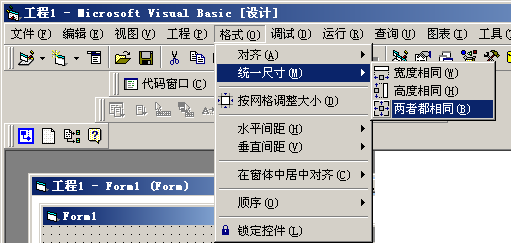 工程1 - Microsoft Visual Basic [设计]
文件(F) 编辑(E) 视图(V) 工程(P) 格式(O) 调试(D) 运行(R) 查询(U) 图表(I) 工具
对齐(A)
统一尺寸(M)
宽度相同(W)
高度相同(H)
两者都相同(B)
代码窗口(C)
按网格调整大小(D)
水平间距(H)
垂直间距(V)
在窗体中居中对齐(C)
工程1 - Form1 (Form)
顺序(O)
Form1
锁定控件(L)